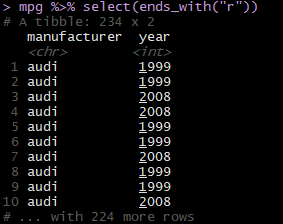 > mpg %>% select(ends_with("r"))
# A tibble: 234 x 2
manufacturer year
<chr> <int>
1 audi 1999
2 audi 1999
3 audi 2008
4 audi 2008
5 audi 1999
6 audi 1999
7 audi 2008
8 audi 1999
9 audi 1999
10 audi 2008
# ... with 224 more rows